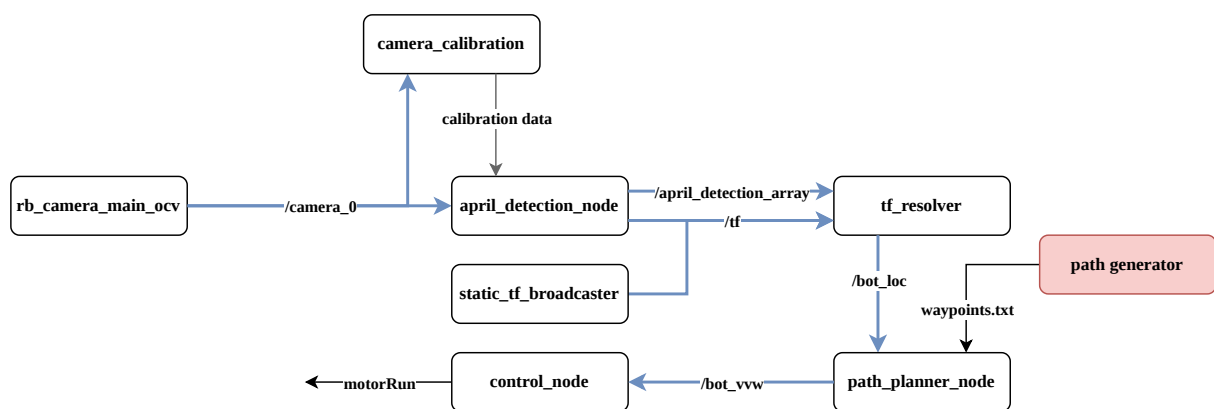 camera_calibration
calibration data
rb_camera_main_ocv
/camera_0
april_detection_node
/april_detection_array
/tf
tf_resolver
static_tf_broadcaster
/bot_loc
path generator
waypoints.txt
motorRun
control_node
/bot_vvw
path_planner_node